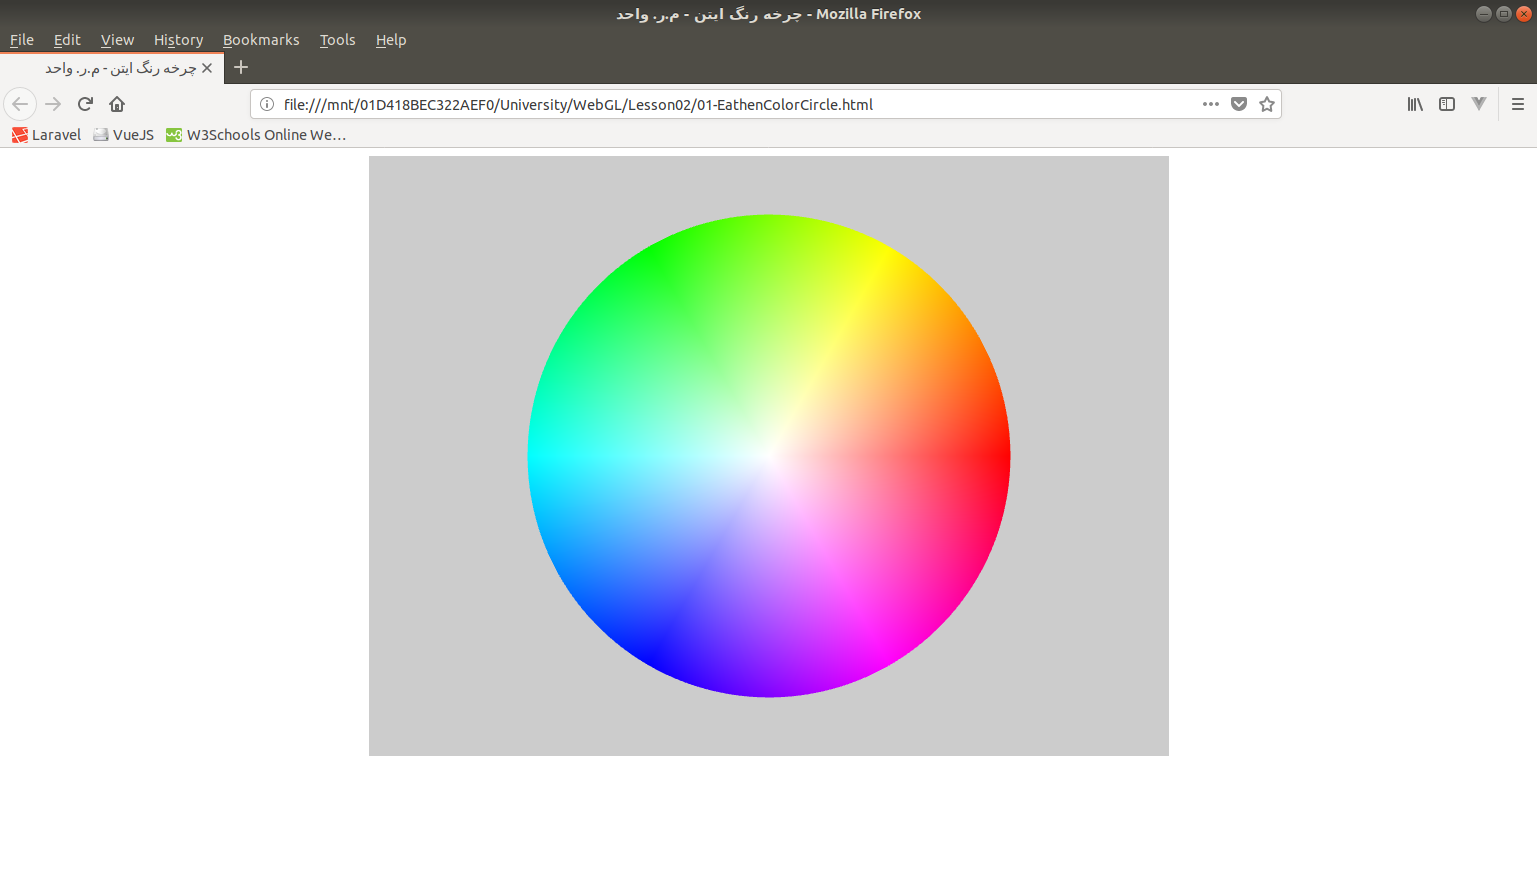 چرخه رنگ ایتن - م.ر. واحد - Mozilla Firefox
File Edit View History Bookmarks Tools Help
چرخه رنگ ایتن - م.ر. واحد
file:///mnt/01D418BEC322AEF0/University/WebGL/Lesson02/01-EathenColorCircle.html
Laravel VueJS W3Schools Online We…